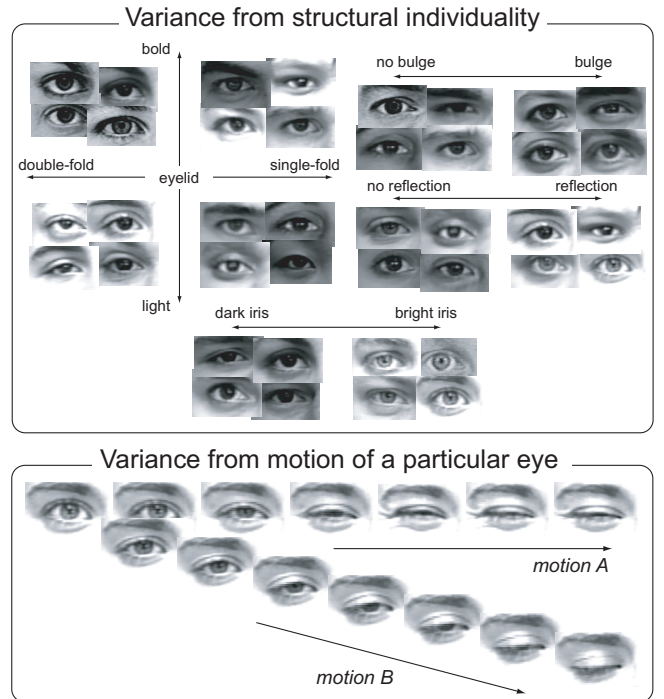 Variance from structural individuality
bold
no bulge
bulge
double-fold
eyelid
single-fold
no reflection
reflection
light
dark iris
bright iris
Variance from motion of a particular eye
motion A
motion B